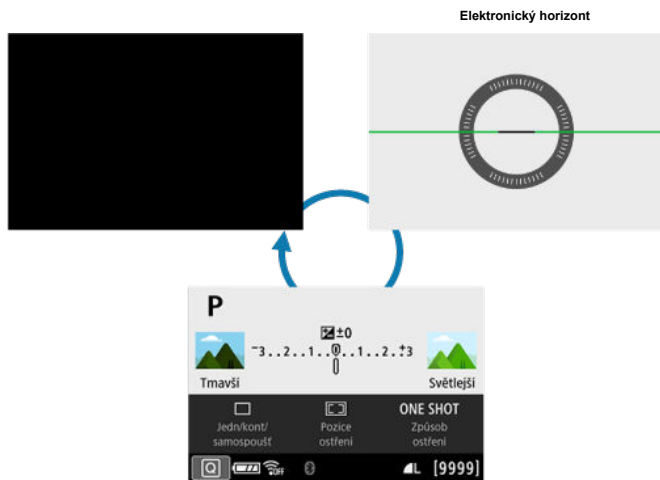 Elektronický horizont
P
±0
-3..2..1..0..1..2..+3
Tmavší
Světlejší
ONE SHOT
Jedn/kont/
samospoušť
Pozice
ostření
Způsob
ostření
Q
OFF
L
[9999]